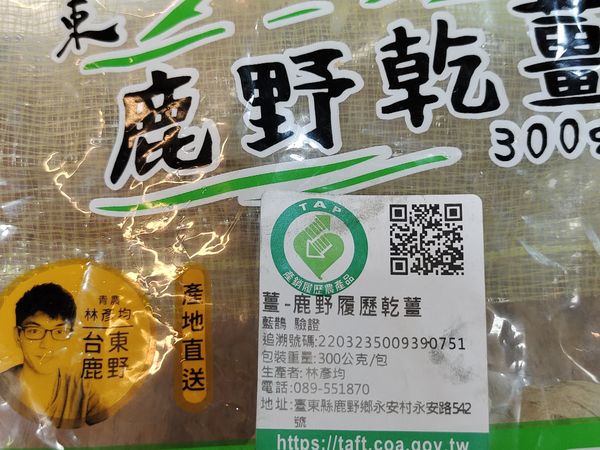 東
鹿野乾薑
300g
TAP
產銷履歷農產品
薑-鹿野履歷乾薑
藍鵲 驗證
追溯號碼:2203235009390751
包裝重量:300公克/包
生產者:林彥均
電話:089-551870
地址:臺東縣鹿野鄉永安村永安路542
號
https://taft.coa.gov.tw
青農
林彥均
台東
鹿野
產地直送